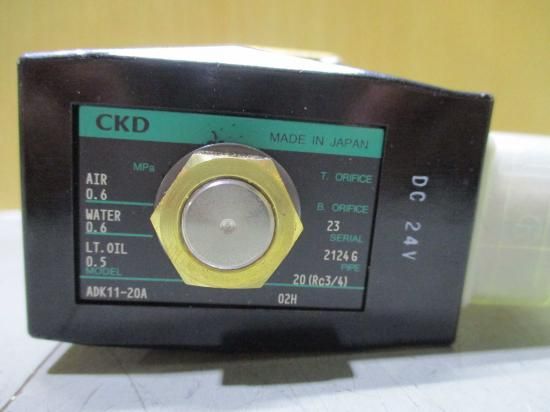 CKD
MADE IN JAPAN
MPa
T. ORIFICE
AIR
0.6
B. ORIFICE
WATER
0.6
23
SERIAL
LT. OIL
0.5
2124G
PIPE
MODEL
20(Rc3/4)
ADK11-20A
02H
DC 24V